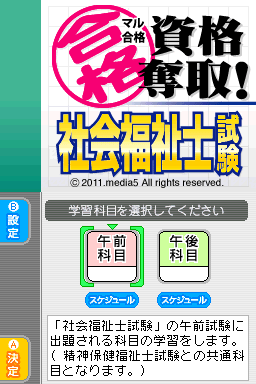 マル合格
合格
資格
奪取!
社会福祉士試験
© 2011.media5 All rights reserved.
学習科目を選択してください
B 設定
午前科目
午後科目
スケジュール
スケジュール
A 決定
「社会福祉士試験」の午前試験に
出題される科目の学習をします。
( 精神保健福祉士試験との共通科
目となります。)